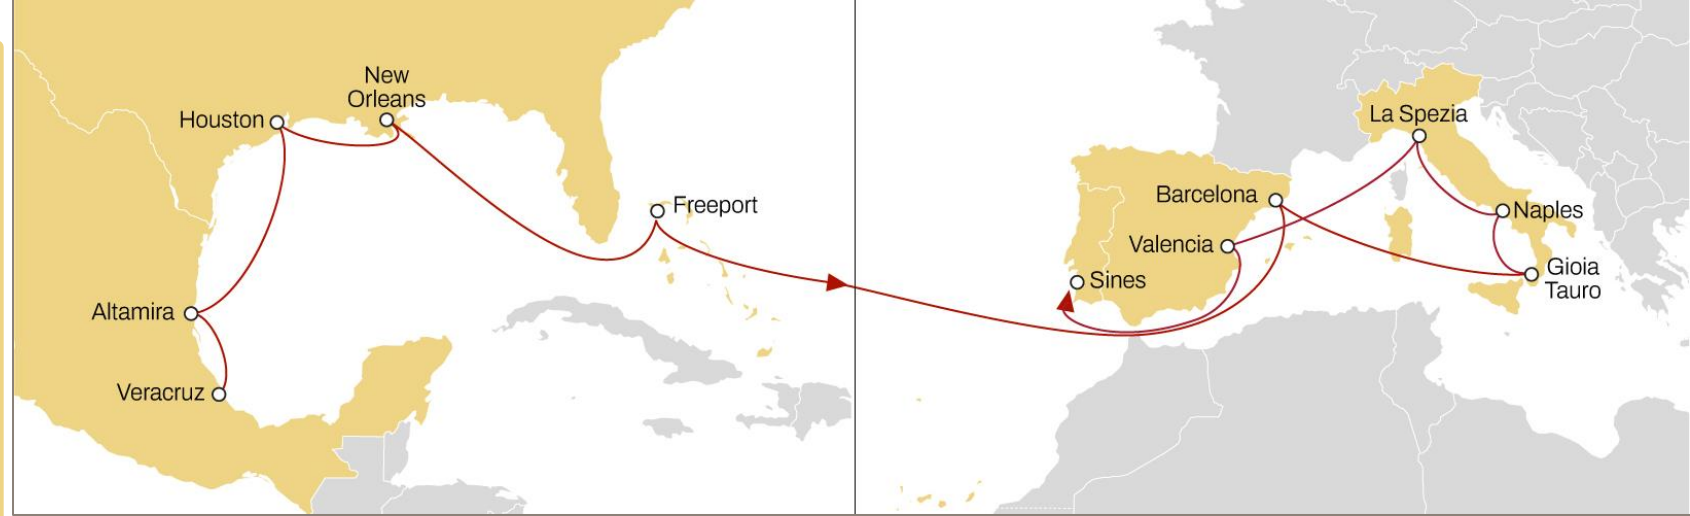 New
Orleans
Houston
Freeport
Altamira
Veracruz
La Spezia
Barcelona
Naples
Valencia
Gioia
Tauro
Sines